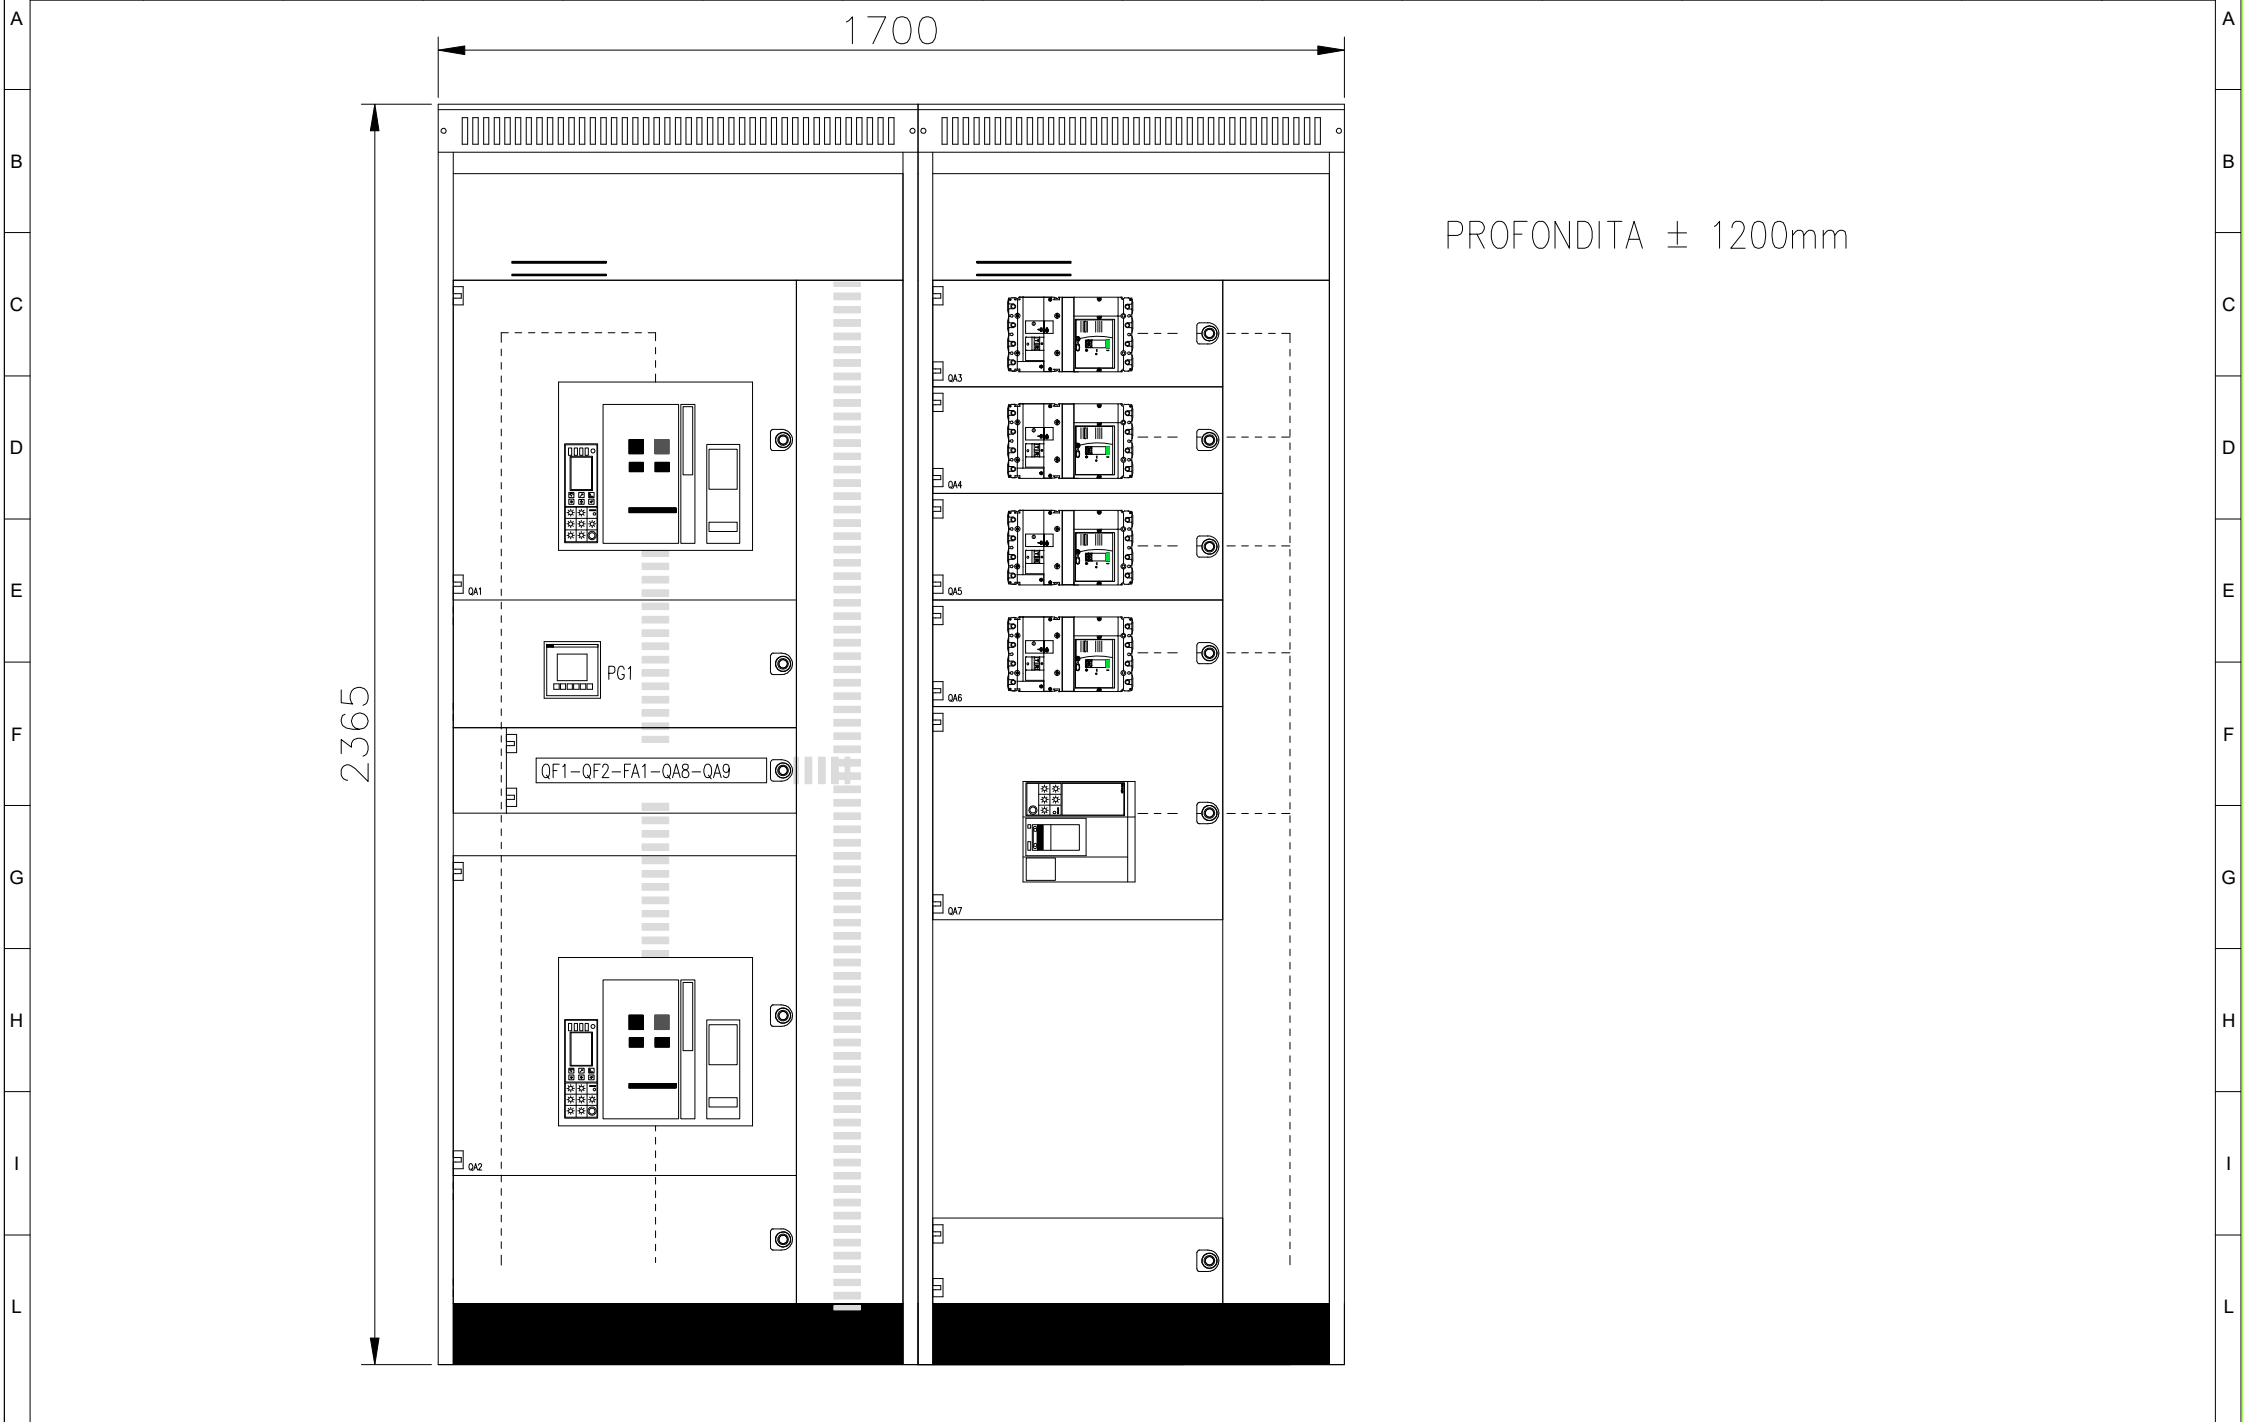 A
A
1700
B
B
PROFONDITA ± 1200mm
C
C
QA3
D
D
QA4
E
E
QA1
QA5
PG1
QA6
2365
F
F
QF1-QF2-FA1-QA8-QA9
G
G
QA7
H
H
I
I
QA2
L
L